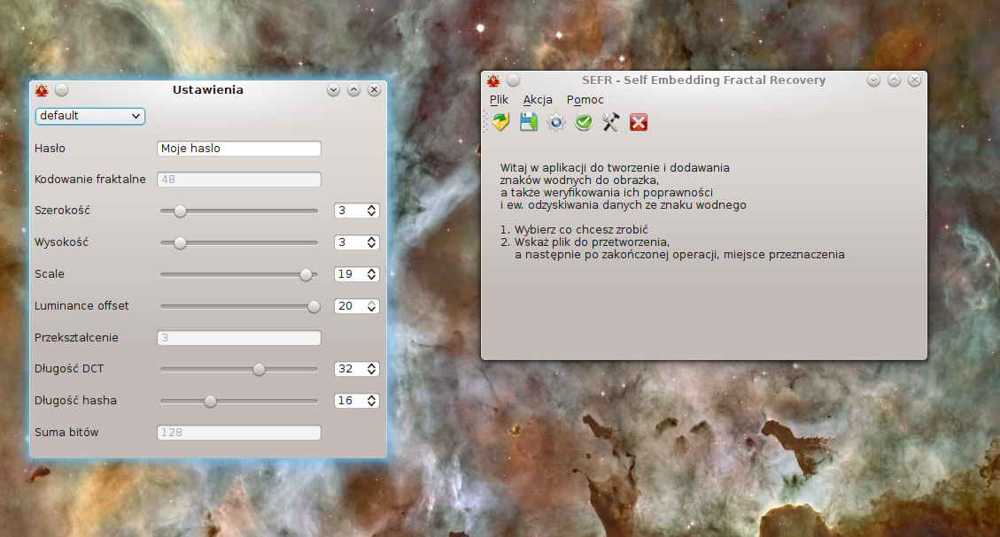 Ustawienia
default
Hasło Moje haslo
Kodowanie fraktalne 48
Szerokość 3
Wysokość 3
Scale 19
Luminance offset 20
Przekształcenie 3
Długość DCT 32
Długość hasha 16
Suma bitów 128
SEFR - Self Embedding Fractal Recovery
Plik Akcja Pomoc
Witaj w aplikacji do tworzenie i dodawania
znaków wodnych do obrazka,
a także weryfikowania ich poprawności
i ew. odzyskiwania danych ze znaku wodnego
1. Wybierz co chcesz zrobić
2. Wskaż plik do przetworzenia,
a następnie po zakończonej operacji, miejsce przeznaczenia